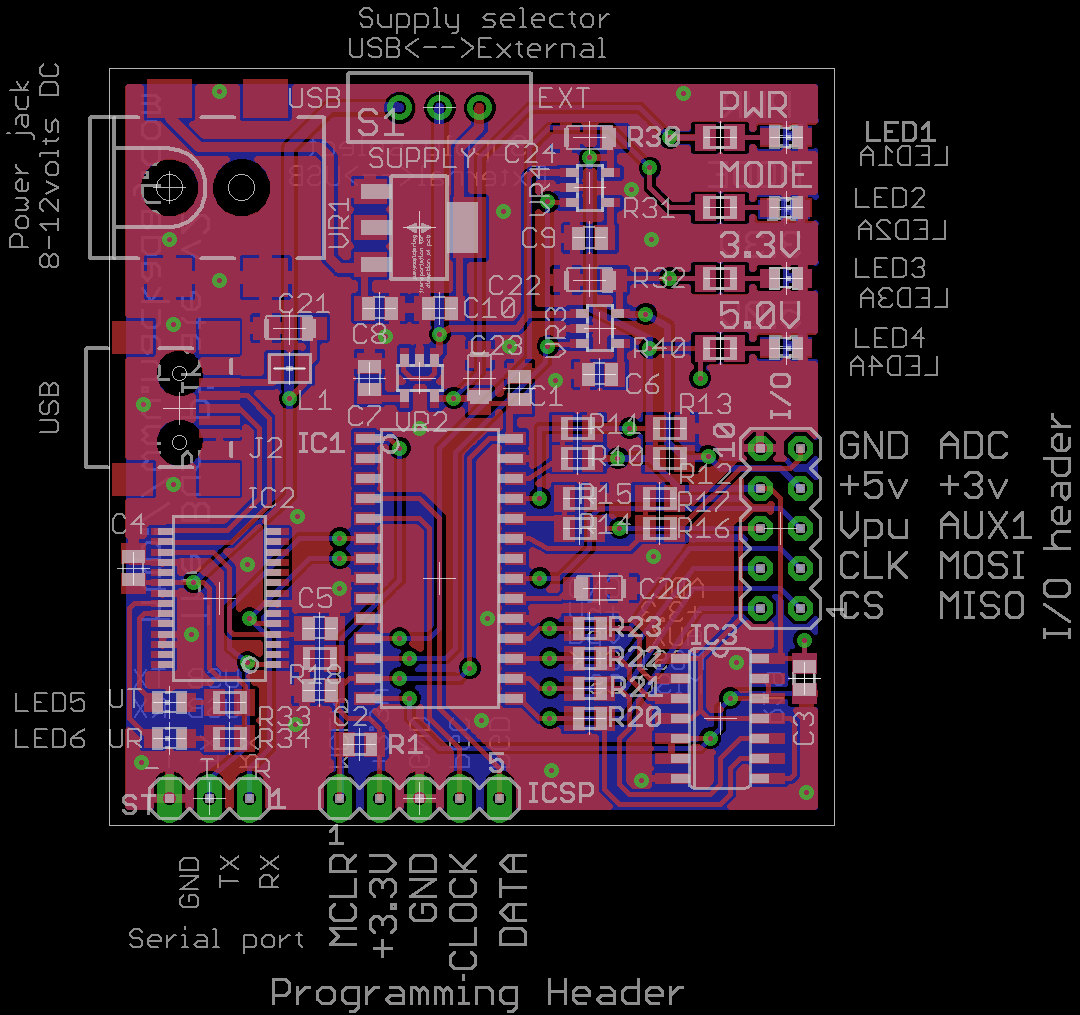 Supply selector
USB<-->External
Power jack
8-12volts DC
USB
EXT
S1
SUPPLY
PWR
LED1
LED1A
C24
R30
VR4
MODE
LED2
LED2A
R31
VR1
C9
3.3V
LED3
LED3A
C22
R32
C21
C8
C10
VR3
5.0V
LED4
LED4A
R40
C23
C6
C1
L1
C7
VR2
USB
J2
IC1
R13
R11
R10
R12
10
I/O
GND ADC
+5v +3v
Vpu AUX1
CLK MOSI
CS MISO
1
I/O header
IC2
C4
R15
R17
R14
R16
C20
C5
R23
IC3
R22
R18
R21
R20
C3
LED5
UT
R33
LED6
UR
R34
C2
R1
T
R
1
5
ICSP
1
GND
TX
RX
MCLR
+3.3V
GND
CLOCK
DATA
Serial port
Programming Header